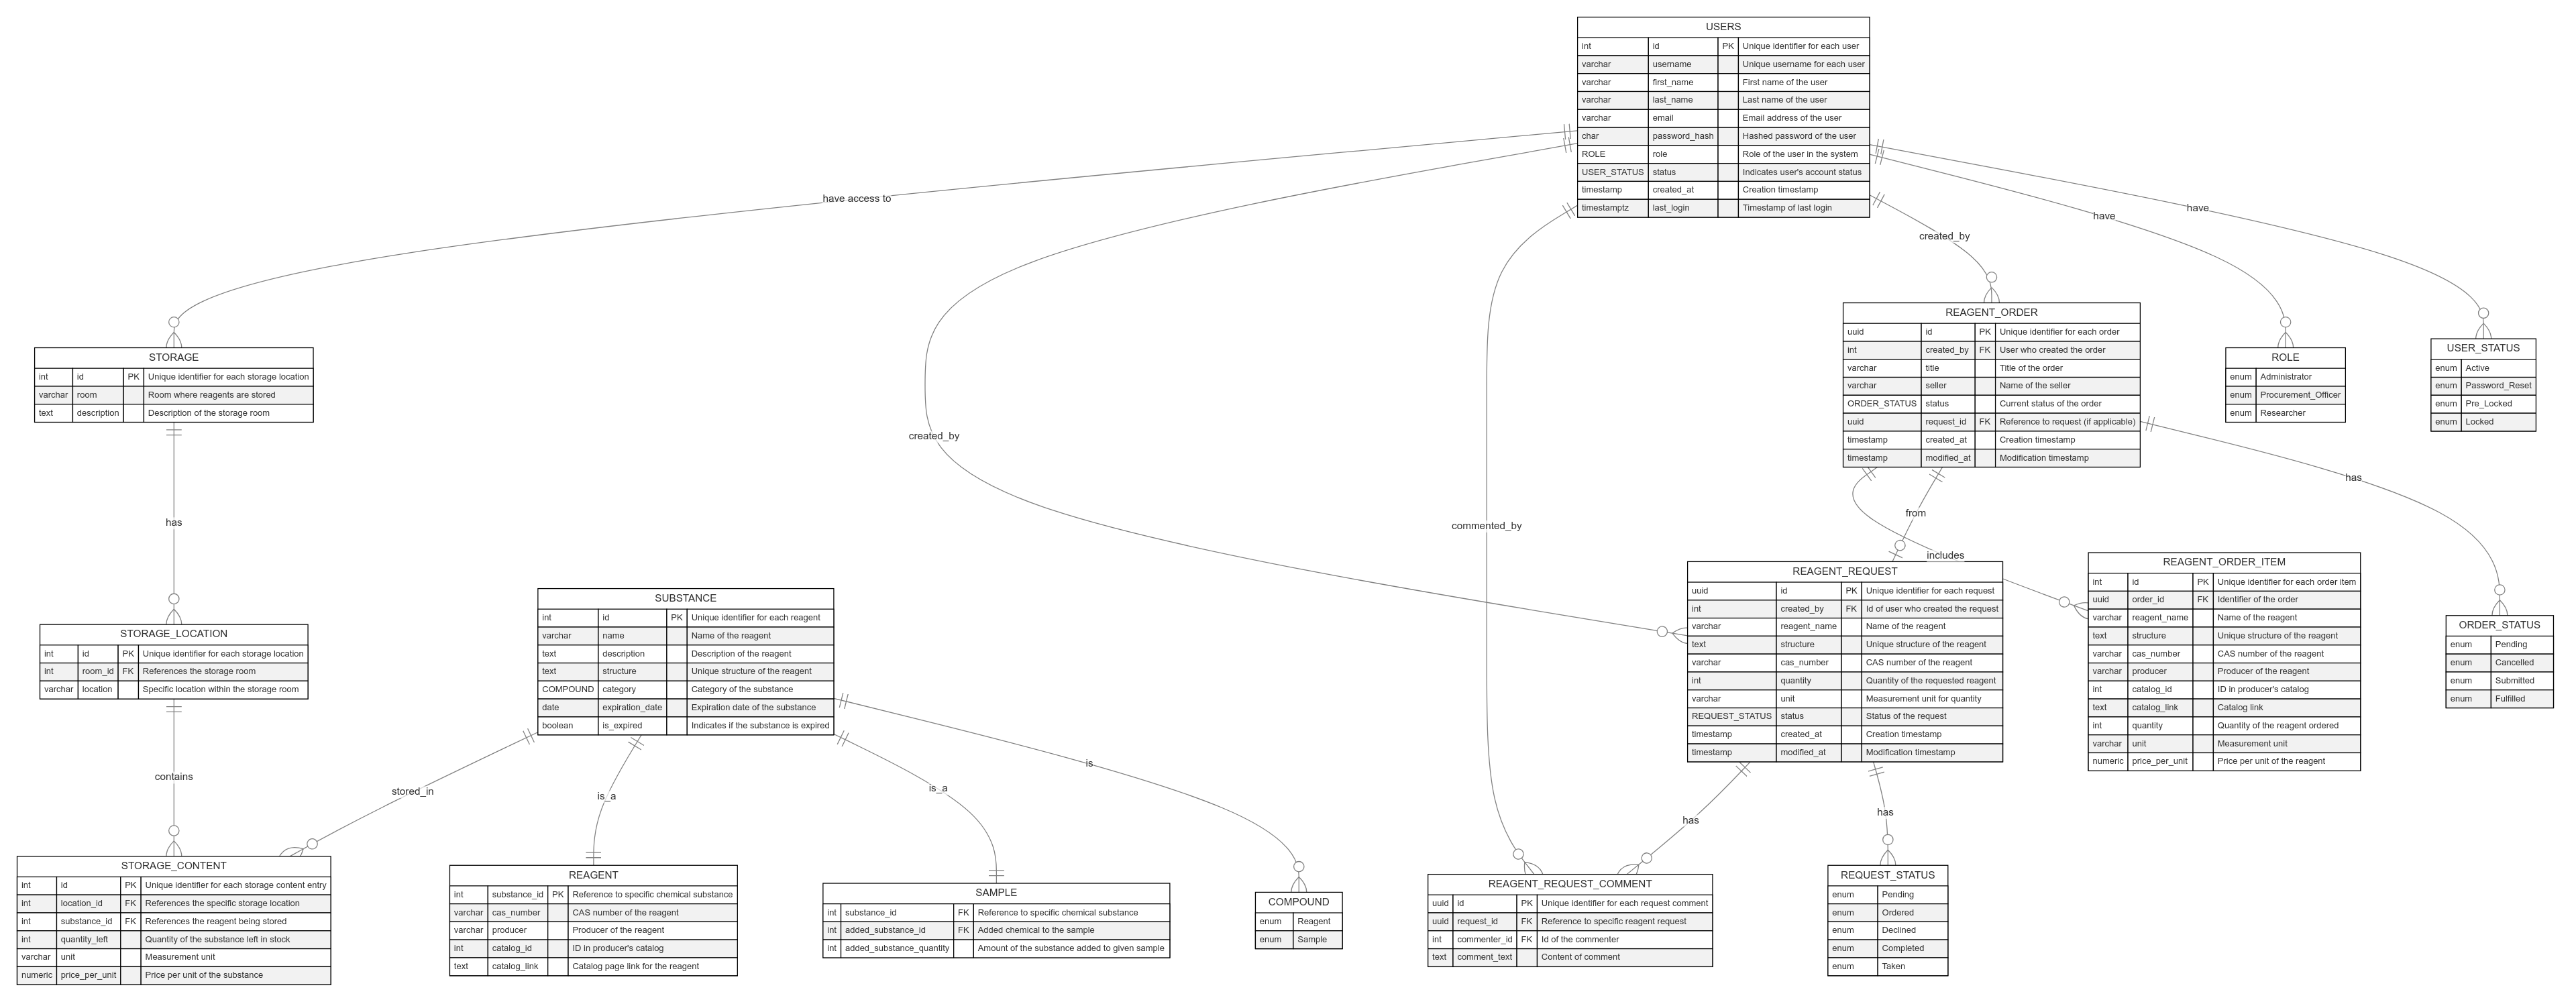 USERS
int id PK Unique identifier for each user
varchar username Unique username for each user
varchar first_name First name of the user
varchar last_name Last name of the user
varchar email Email address of the user
char password_hash Hashed password of the user
ROLE role Role of the user in the system
USER_STATUS status Indicates user's account status
timestamp created_at Creation timestamp
timestamptz last_login Timestamp of last login
have access to
created_by
commented_by
created_by
have
have
STORAGE
int id PK Unique identifier for each storage location
varchar room Room where reagents are stored
text description Description of the storage room
REAGENT_ORDER
uuid id PK Unique identifier for each order
int created_by FK User who created the order
varchar title Title of the order
varchar seller Name of the seller
ORDER_STATUS status Current status of the order
uuid request_id FK Reference to request (if applicable)
timestamp created_at Creation timestamp
timestamp modified_at Modification timestamp
ROLE
enum Administrator
enum Procurement_Officer
enum Researcher
USER_STATUS
enum Active
enum Password_Reset
enum Pre_Locked
enum Locked
has
from
includes
has
STORAGE_LOCATION
int id PK Unique identifier for each storage location
int room_id FK References the storage room
varchar location Specific location within the storage room
SUBSTANCE
int id PK Unique identifier for each reagent
varchar name Name of the reagent
text description Description of the reagent
text structure Unique structure of the reagent
COMPOUND category Category of the substance
date expiration_date Expiration date of the substance
boolean is_expired Indicates if the substance is expired
REAGENT_REQUEST
uuid id PK Unique identifier for each request
int created_by FK Id of user who created the request
varchar reagent_name Name of the reagent
text structure Unique structure of the reagent
varchar cas_number CAS number of the reagent
int quantity Quantity of the requested reagent
varchar unit Measurement unit for quantity
REQUEST_STATUS status Status of the request
timestamp created_at Creation timestamp
timestamp modified_at Modification timestamp
REAGENT_ORDER_ITEM
int id PK Unique identifier for each order item
uuid order_id FK Identifier of the order
varchar reagent_name Name of the reagent
text structure Unique structure of the reagent
varchar cas_number CAS number of the reagent
varchar producer Producer of the reagent
int catalog_id ID in producer's catalog
text catalog_link Catalog link
int quantity Quantity of the reagent ordered
varchar unit Measurement unit
numeric price_per_unit Price per unit of the reagent
ORDER_STATUS
enum Pending
enum Cancelled
enum Submitted
enum Fulfilled
contains
stored_in
is_a
is_a
is
has
has
STORAGE_CONTENT
int id PK Unique identifier for each storage content entry
int location_id FK References the specific storage location
int substance_id FK References the reagent being stored
int quantity_left Quantity of the substance left in stock
varchar unit Measurement unit
numeric price_per_unit Price per unit of the substance
REAGENT
int substance_id PK Reference to specific chemical substance
varchar cas_number CAS number of the reagent
varchar producer Producer of the reagent
int catalog_id ID in producer's catalog
text catalog_link Catalog page link for the reagent
SAMPLE
int substance_id FK Reference to specific chemical substance
int added_substance_id FK Added chemical to the sample
int added_substance_quantity Amount of the substance added to given sample
COMPOUND
enum Reagent
enum Sample
REAGENT_REQUEST_COMMENT
uuid id PK Unique identifier for each request comment
uuid request_id FK Reference to specific reagent request
int commenter_id FK Id of the commenter
text comment_text Content of comment
REQUEST_STATUS
enum Pending
enum Ordered
enum Declined
enum Completed
enum Taken